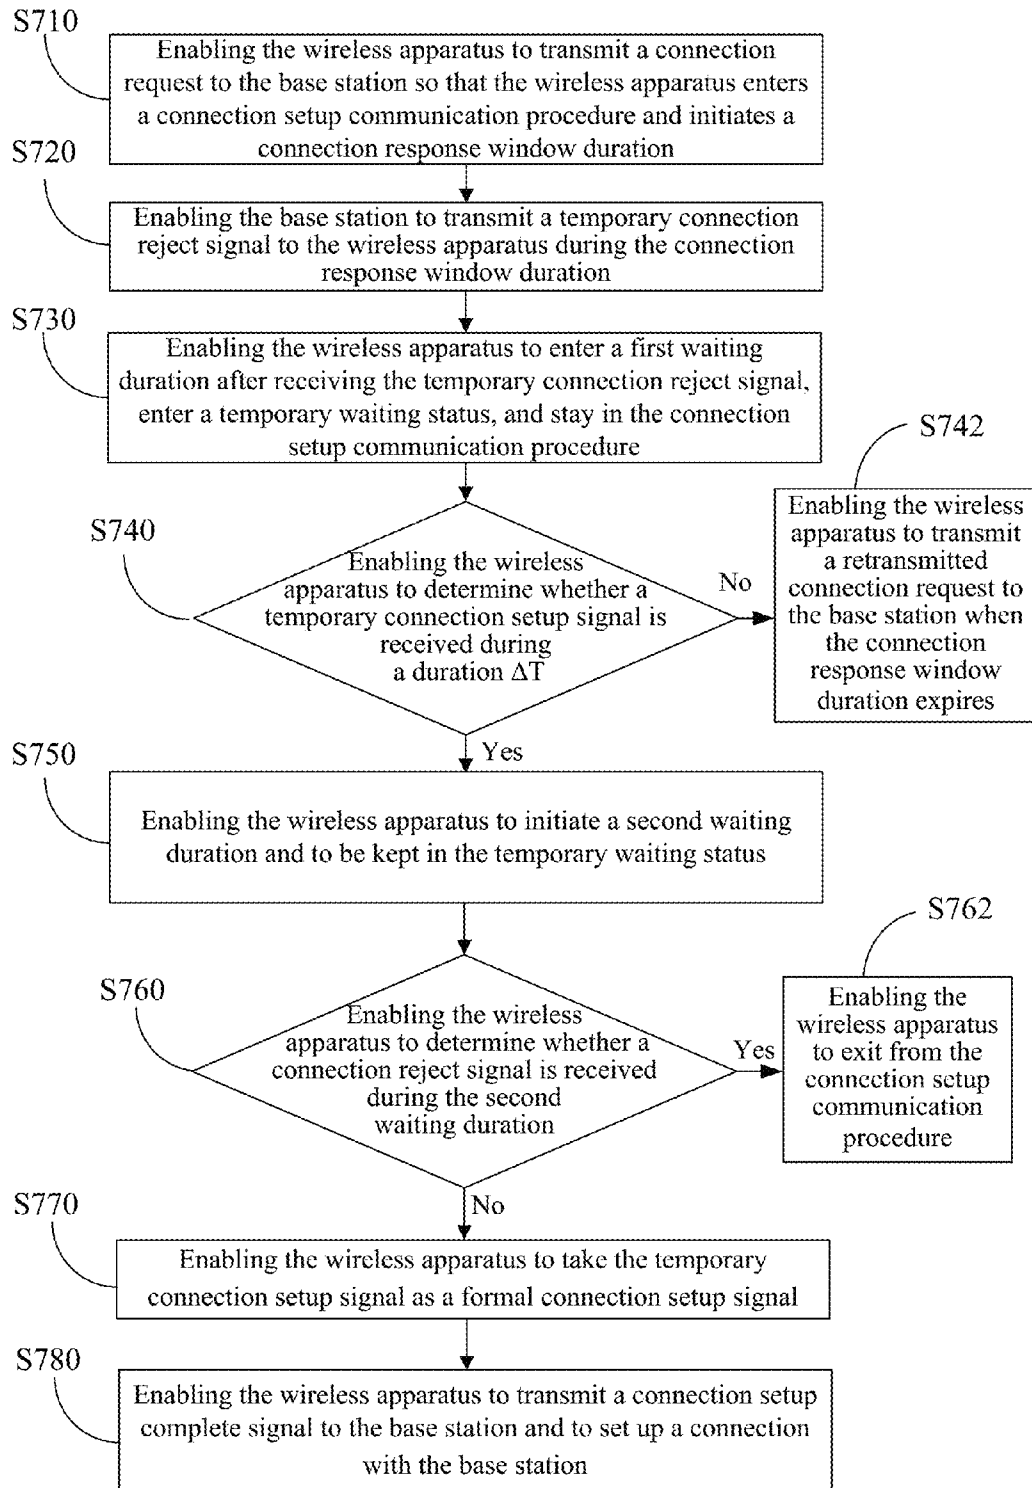 S710
Enabling the wireless apparatus to transmit a connection
request to the base station so that the wireless apparatus enters
a connection setup communication procedure and initiates a
connection response window duration
S720
Enabling the base station to transmit a temporary connection
reject signal to the wireless apparatus during the connection
response window duration
S730
Enabling the wireless apparatus to enter a first waiting
duration after receiving the temporary connection reject signal,
enter a temporary waiting status, and stay in the connection
setup communication procedure
S740
Enabling the wireless
apparatus to determine whether a
temporary connection setup signal is
received during
a duration ΔT
No
S742
Enabling the wireless
apparatus to transmit
a retransmitted
connection request to
the base station when
the connection
response window
duration expires
Yes
S750
Enabling the wireless apparatus to initiate a second waiting
duration and to be kept in the temporary waiting status
S760
Enabling the wireless
apparatus to determine whether a
connection reject signal is received
during the second
waiting duration
Yes
S762
Enabling the
wireless apparatus
to exit from the
connection setup
communication
procedure
No
S770
Enabling the wireless apparatus to take the temporary
connection setup signal as a formal connection setup signal
S780
Enabling the wireless apparatus to transmit a connection setup
complete signal to the base station and to set up a connection
with the base station